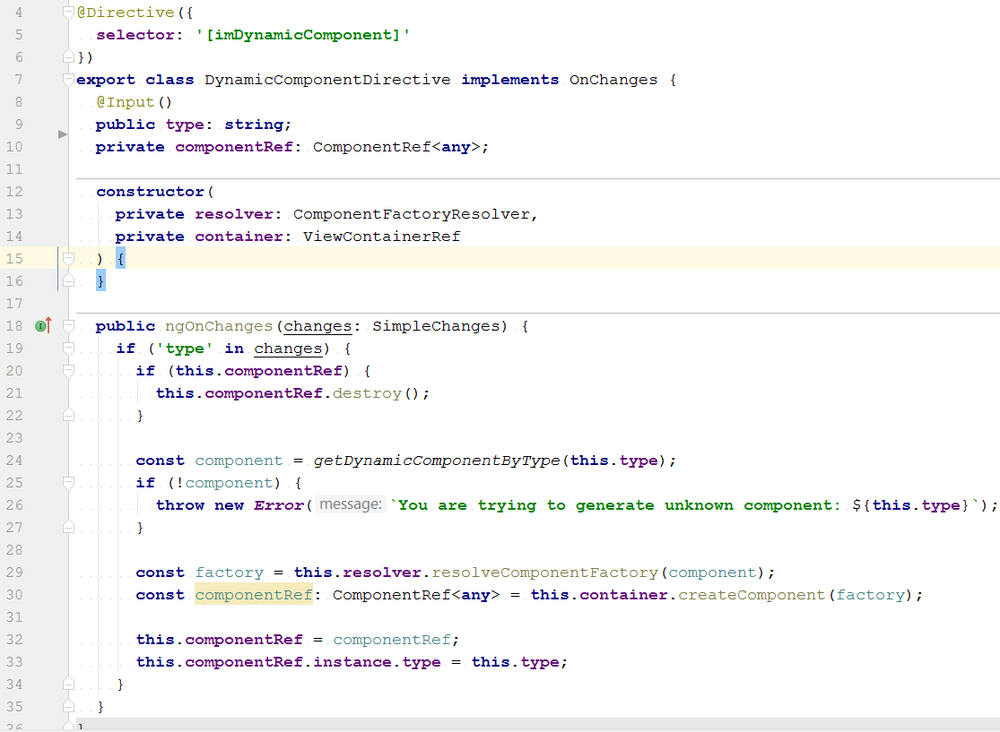 4 @Directive({
5 selector: '[imDynamicComponent]'
6 })
7 export class DynamicComponentDirective implements OnChanges {
8 @Input()
9 public type: string;
10 private componentRef: ComponentRef<any>;
11
12 constructor(
13 private resolver: ComponentFactoryResolver,
14 private container: ViewContainerRef
15 ) {
16 }
17
18 public ngOnChanges(changes: SimpleChanges) {
19 if ('type' in changes) {
20 if (this.componentRef) {
21 this.componentRef.destroy();
22 }
23
24 const component = getDynamicComponentByType(this.type);
25 if (!component) {
26 throw new Error( message: `You are trying to generate unknown component: ${this.type}`);
27 }
28
29 const factory = this.resolver.resolveComponentFactory(component);
30 const componentRef: ComponentRef<any> = this.container.createComponent(factory);
31
32 this.componentRef = componentRef;
33 this.componentRef.instance.type = this.type;
34 }
35 }
36 }